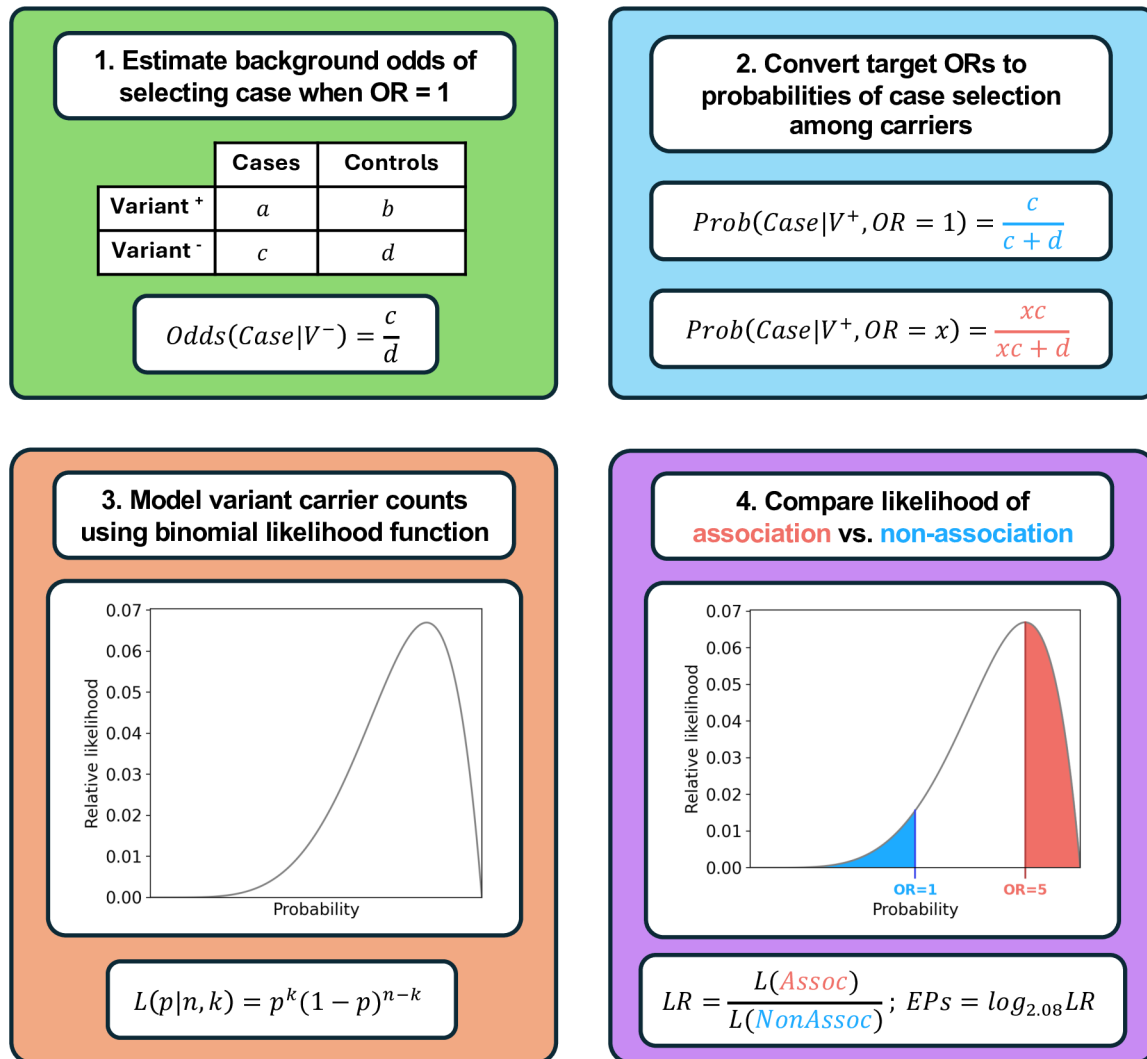 1. Estimate background odds of
selecting case when OR = 1
Cases Controls
Variant ⁺ a b
Variant ⁻ c d
Odds(Case|V⁻) = c/d
2. Convert target ORs to
probabilities of case selection
among carriers
Prob(Case|V⁺, OR = 1) = c/(c + d)
Prob(Case|V⁺, OR = x) = xc/(xc + d)
3. Model variant carrier counts
using binomial likelihood function
Relative likelihood
0.07
0.06
0.05
0.04
0.03
0.02
0.01
0.00
Probability
L(p|n, k) = pᵏ(1 − p)ⁿ⁻ᵏ
4. Compare likelihood of
association vs. non-association
Relative likelihood
0.07
0.06
0.05
0.04
0.03
0.02
0.01
0.00
OR=1 OR=5
Probability
LR = L(Assoc)/L(NonAssoc); EPs = log₂.₀₈LR